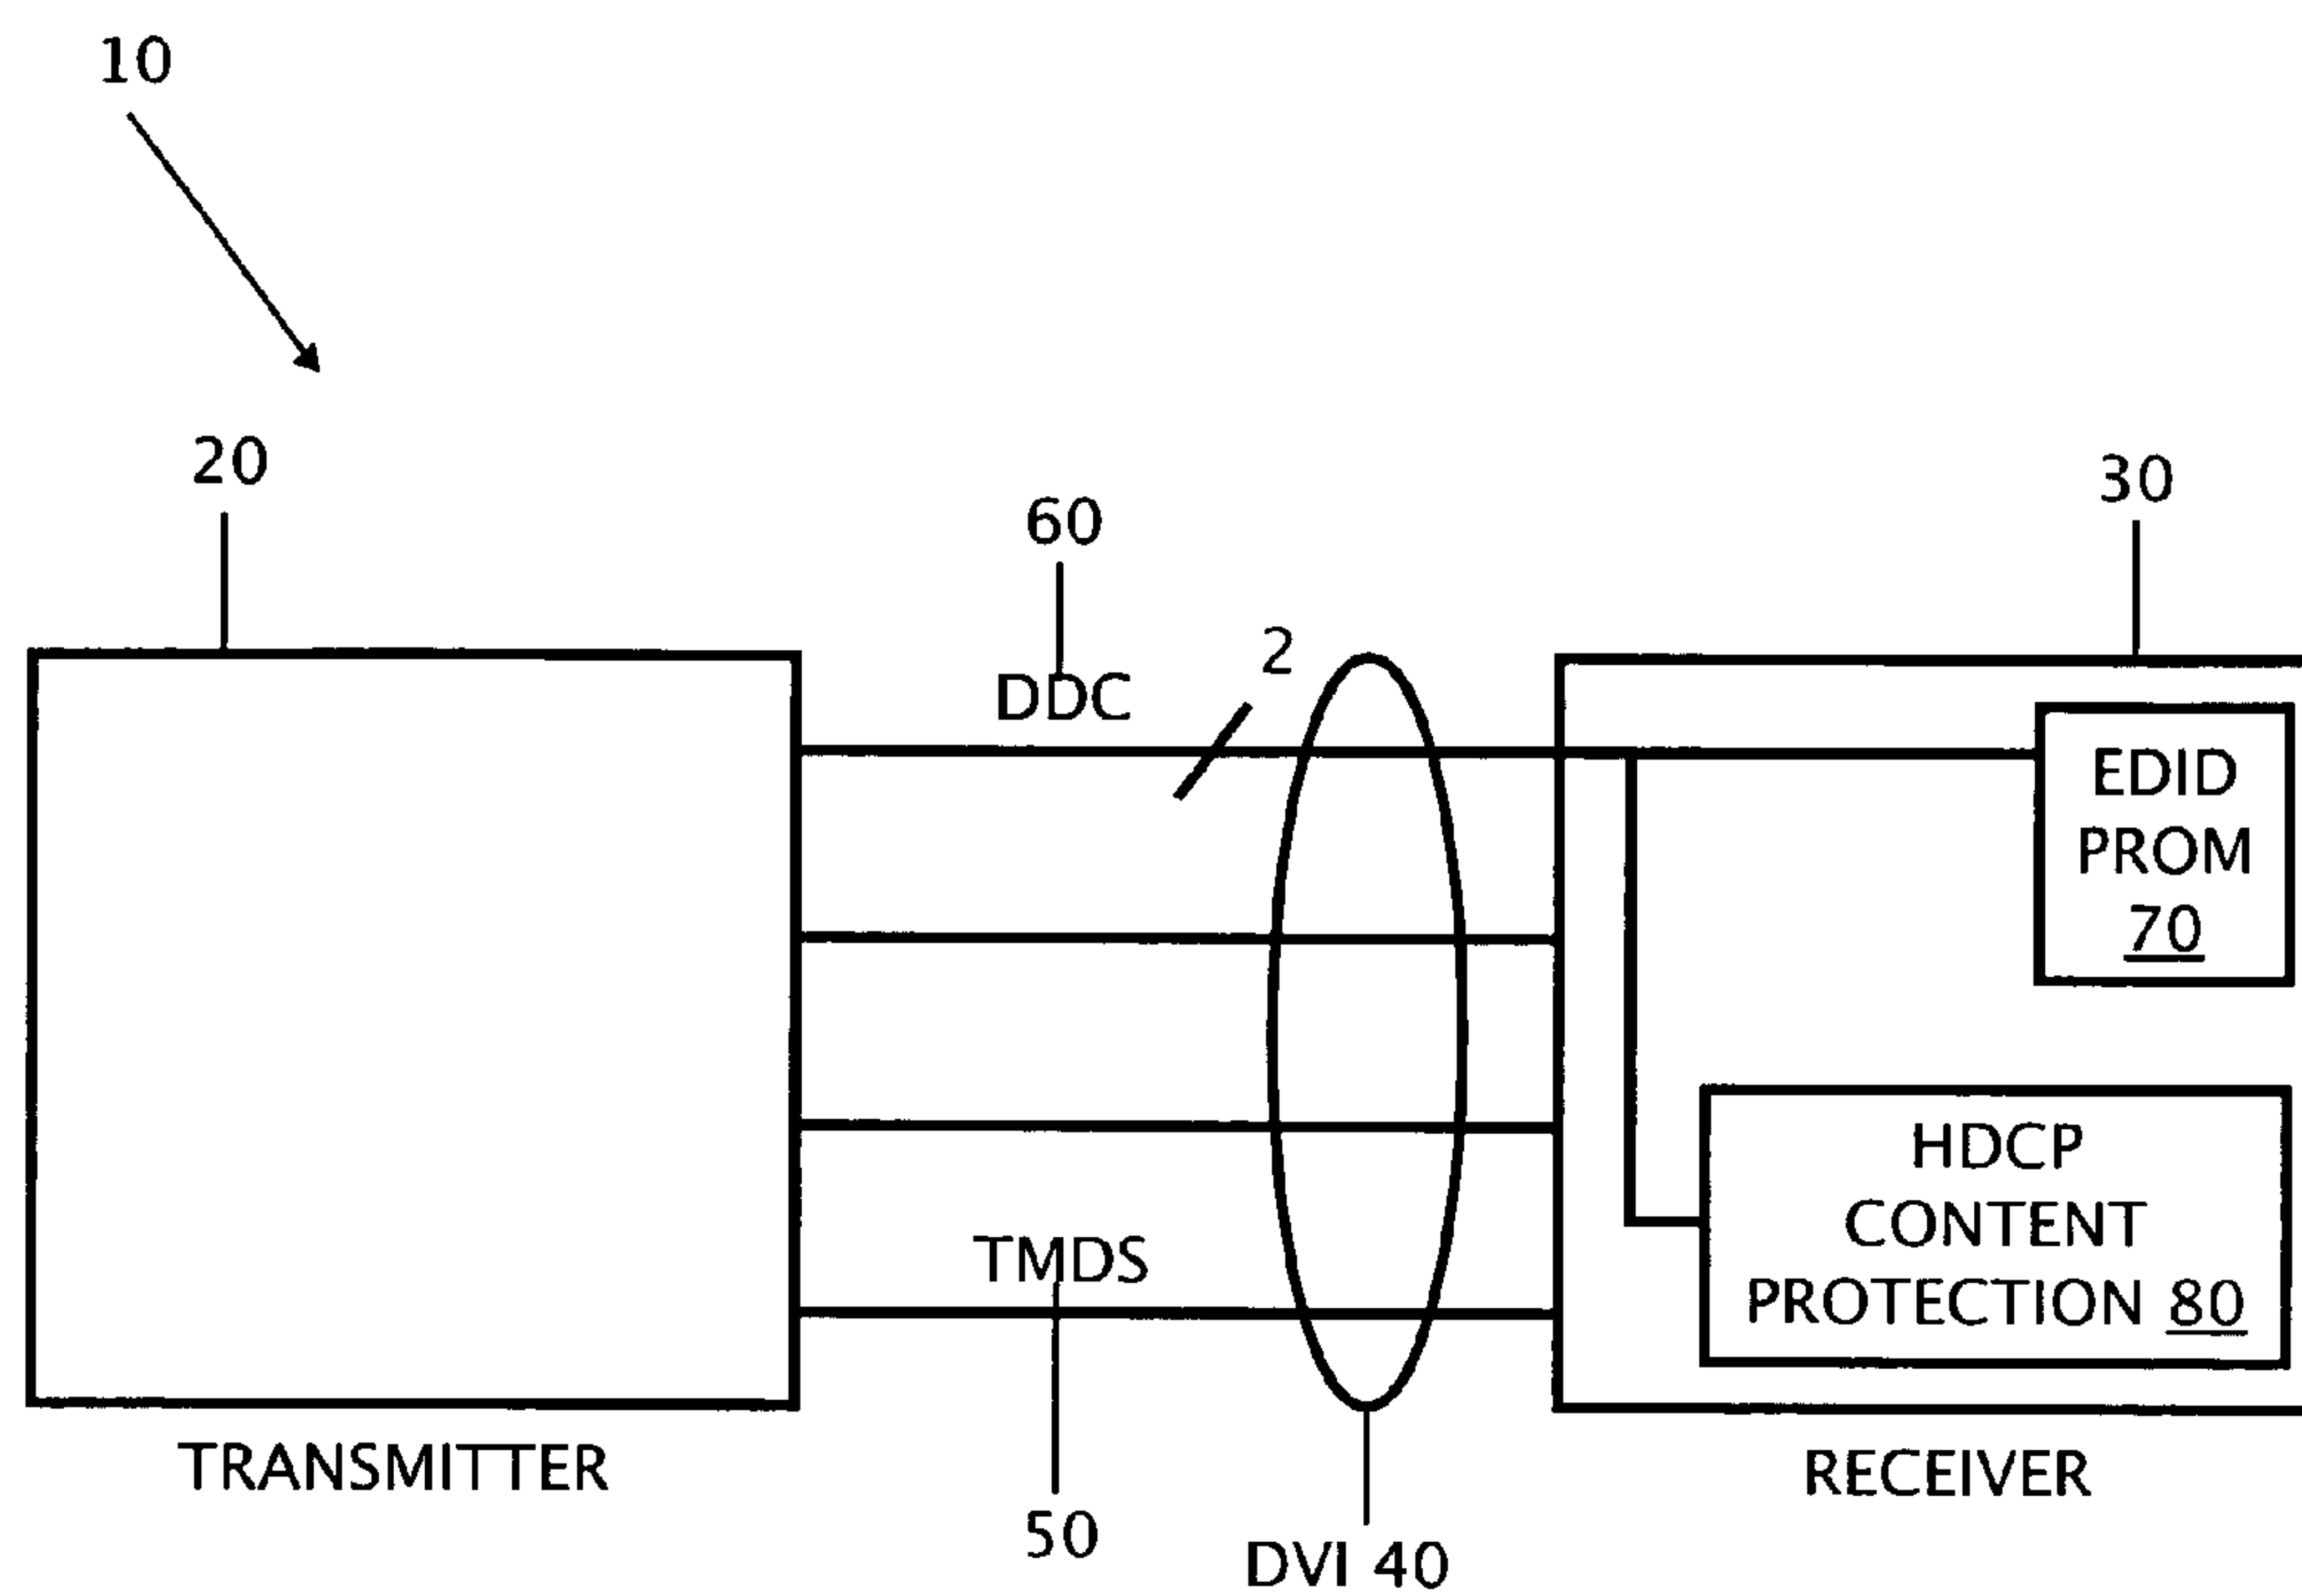 10
20
60
30
2
DDC
EDID
PROM
70
HDCP
CONTENT
PROTECTION 80
TMDS
TRANSMITTER
RECEIVER
50
DVI 40